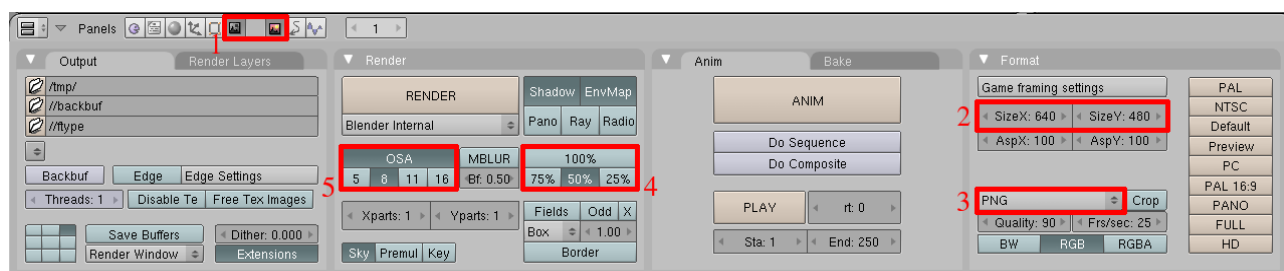 Panels
1
1
Output
Render Layers
/tmp/
//backbuf
//ftype
Backbuf
Edge
Edge Settings
Threads: 1
Disable Te
Free Tex Images
Save Buffers
Dither: 0.000
Render Window
Extensions
Render
RENDER
Shadow
EnvMap
Blender Internal
Pano
Ray
Radio
OSA
MBLUR
100%
5
5
8
11
16
Bf: 0.50
75%
50%
25%
4
Xparts: 1
Yparts: 1
Fields
Odd
X
Box
1.00
Sky
Premul
Key
Border
Anim
Bake
ANIM
Do Sequence
Do Composite
PLAY
rt: 0
Sta: 1
End: 250
Format
Game framing settings
2
SizeX: 640
SizeY: 480
AspX: 100
AspY: 100
3
PNG
Crop
Quality: 90
Frs/sec: 25
BW
RGB
RGBA
PAL
NTSC
Default
Preview
PC
PAL 16:9
PANO
FULL
HD